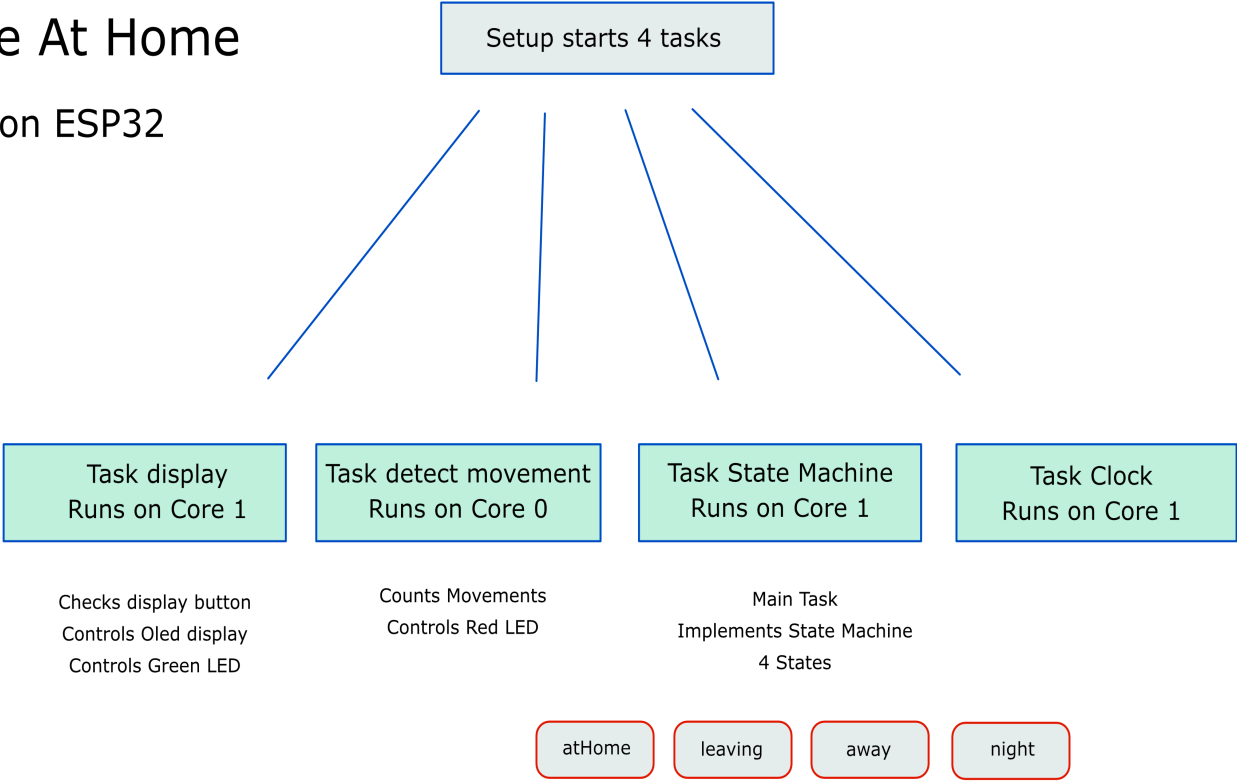 e At Home
on ESP32
Setup starts 4 tasks
Task display
Runs on Core 1
Task detect movement
Runs on Core 0
Task State Machine
Runs on Core 1
Task Clock
Runs on Core 1
Checks display button
Controls Oled display
Controls Green LED
Counts Movements
Controls Red LED
Main Task
Implements State Machine
4 States
atHome
leaving
away
night